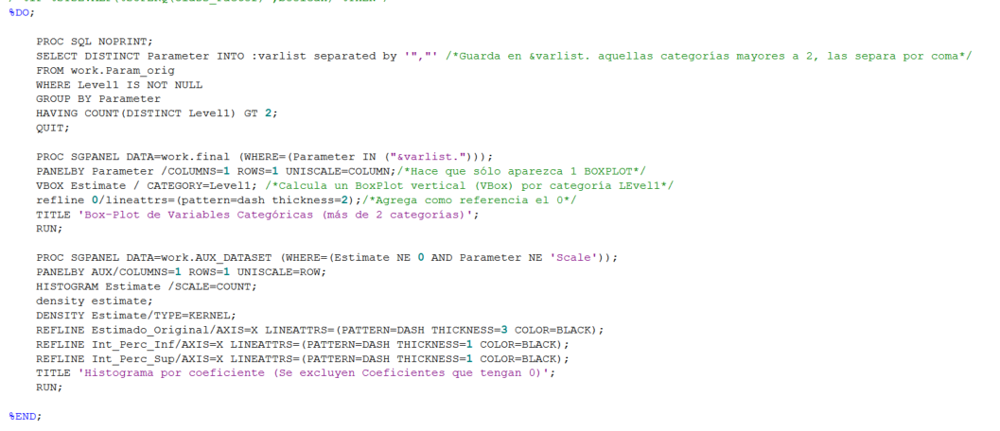 %DO;
PROC SQL NOPRINT;
SELECT DISTINCT Parameter INTO :varlist separated by '","' /*Guarda en &varlist. aquellas categorías mayores a 2, las separa por coma*/
FROM work.Param_orig
WHERE Level1 IS NOT NULL
GROUP BY Parameter
HAVING COUNT(DISTINCT Level1) GT 2;
QUIT;
PROC SGPANEL DATA=work.final (WHERE=(Parameter IN ("&varlist.")));
PANELBY Parameter /COLUMNS=1 ROWS=1 UNISCALE=COLUMN;/*Hace que sólo aparezca 1 BOXPLOT*/
VBOX Estimate / CATEGORY=Level1; /*Calcula un BoxPlot vertical (VBox) por categoría LEvel1*/
refline 0/lineattrs=(pattern=dash thickness=2);/*Agrega como referencia el 0*/
TITLE 'Box-Plot de Variables Categóricas (más de 2 categorías)';
RUN;
PROC SGPANEL DATA=work.AUX_DATASET (WHERE=(Estimate NE 0 AND Parameter NE 'Scale'));
PANELBY AUX/COLUMNS=1 ROWS=1 UNISCALE=ROW;
HISTOGRAM Estimate /SCALE=COUNT;
density estimate;
DENSITY Estimate/TYPE=KERNEL;
REFLINE Estimado_Original/AXIS=X LINEATTRS=(PATTERN=DASH THICKNESS=3 COLOR=BLACK);
REFLINE Int_Perc_Inf/AXIS=X LINEATTRS=(PATTERN=DASH THICKNESS=1 COLOR=BLACK);
REFLINE Int_Perc_Sup/AXIS=X LINEATTRS=(PATTERN=DASH THICKNESS=1 COLOR=BLACK);
TITLE 'Histograma por coeficiente (Se excluyen Coeficientes que tengan 0)';
RUN;
%END;